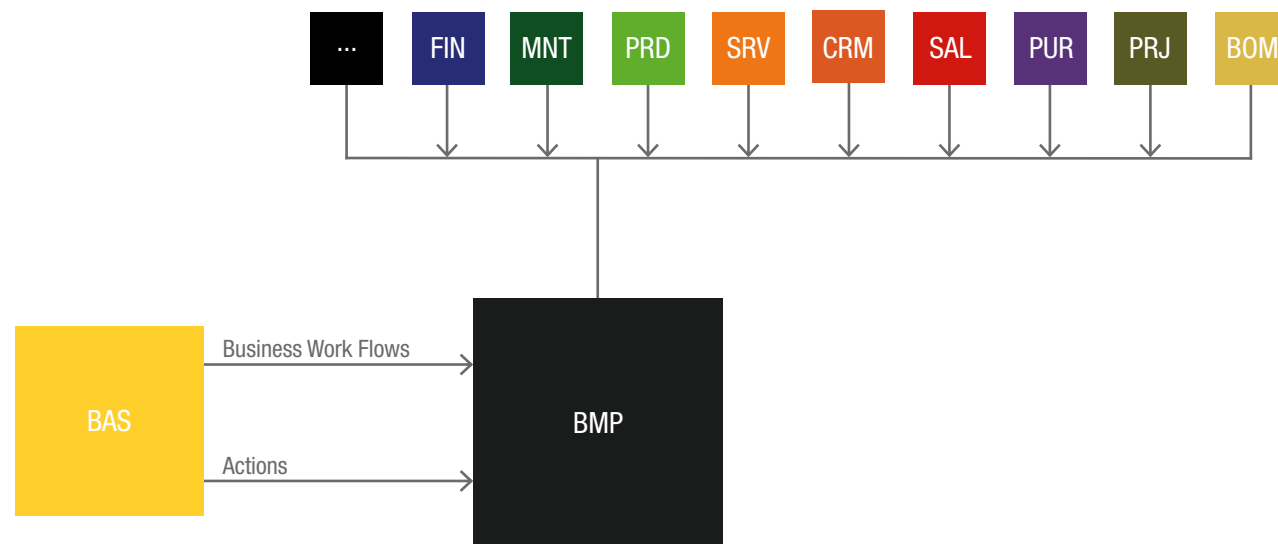 ... FIN MNT PRD SRV CRM SAL PUR PRJ BOM
Business Work Flows
BAS
BMP
Actions